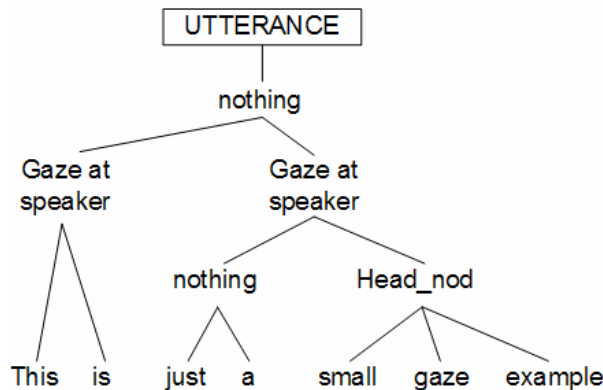 UTTERANCE
nothing
Gaze at Gaze at
speaker speaker
nothing Head_nod
This is just a small gaze example